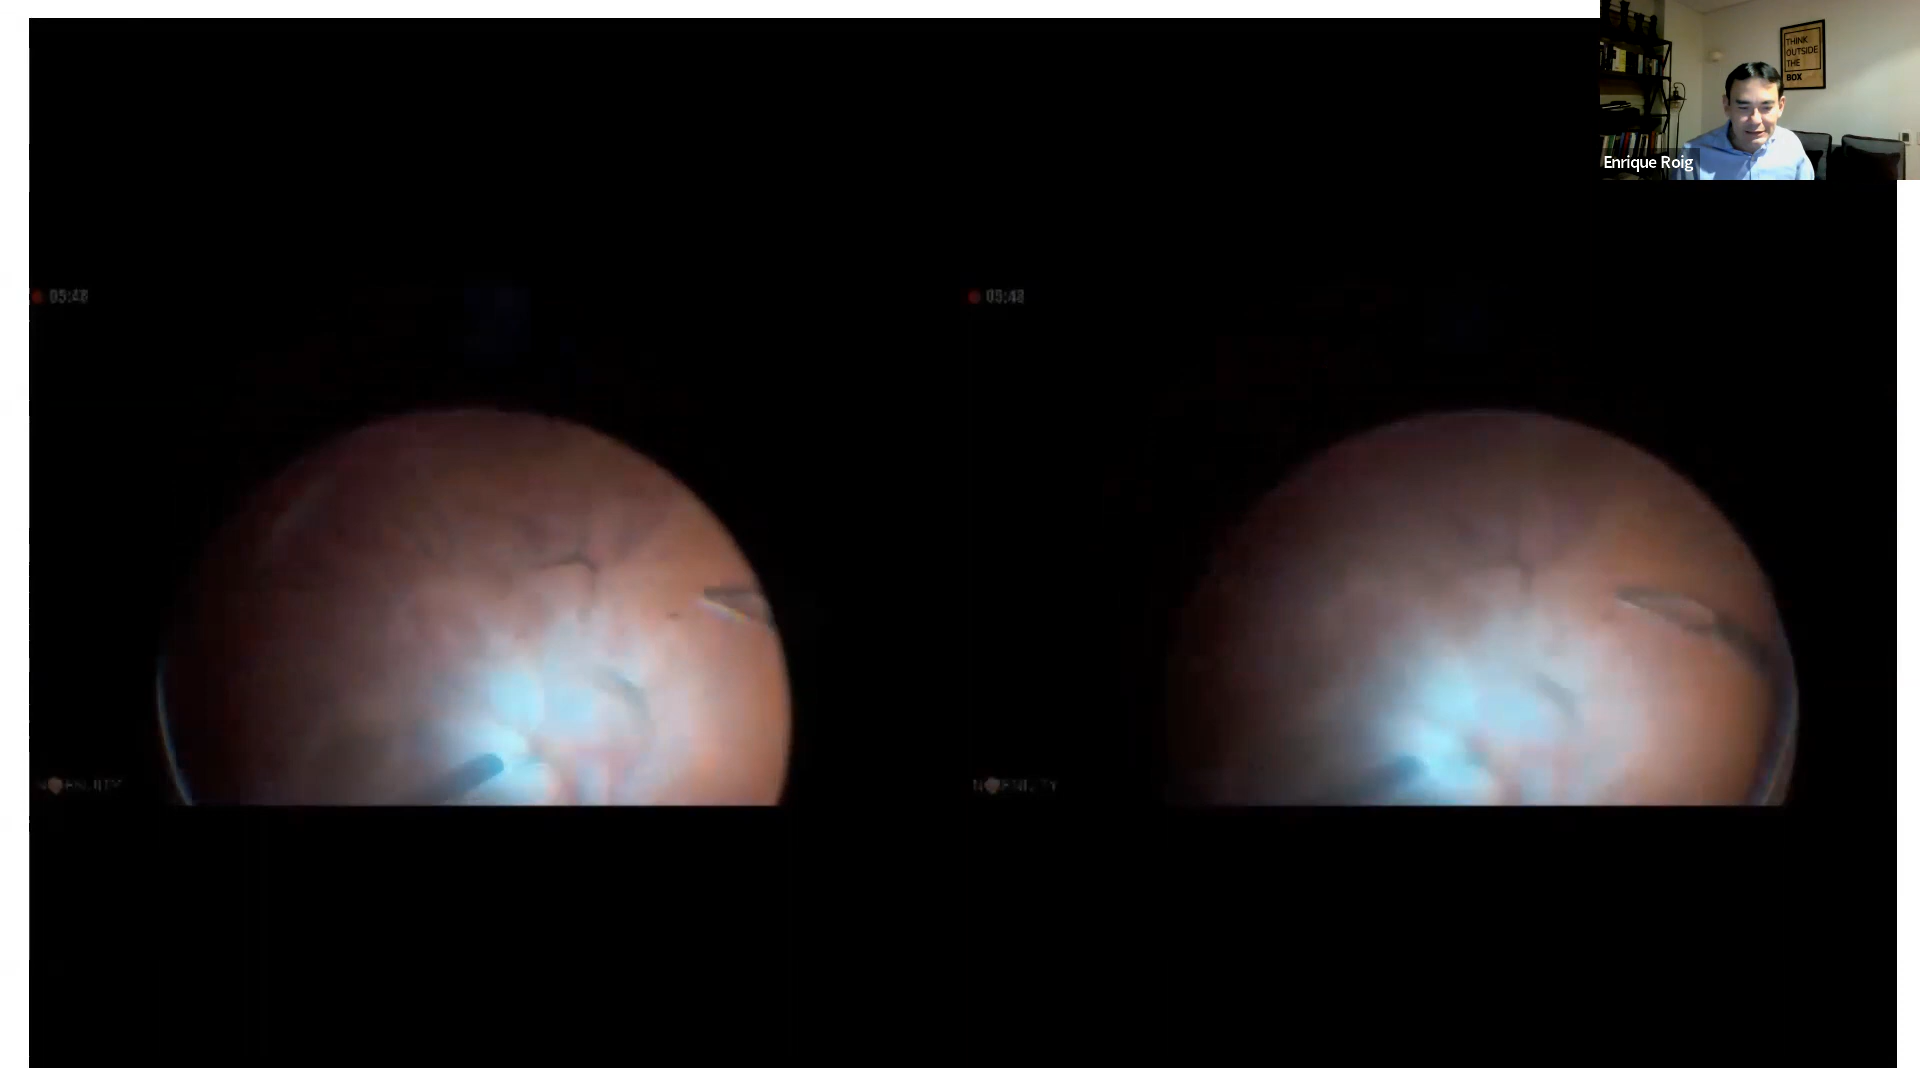 THINK
OUTSIDE
THE
BOX
Enrique Roig
05:48
05:48